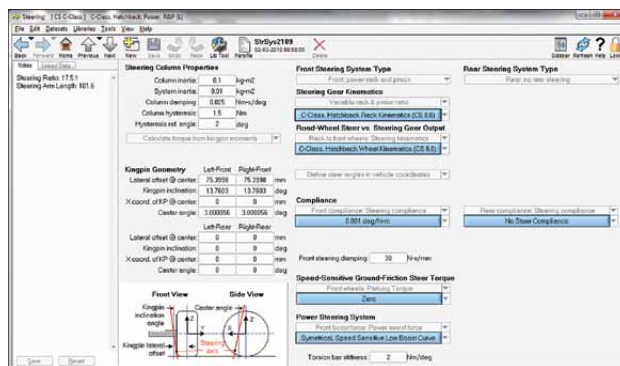 Steering; { CS C-Class } C-Class, Hatchback: Power, R&P [L]
File Edit Datasets Libraries Tools View Help
Back Forward Home Previous Next New Save Undo Redo Lib Tool Parsfile StrSys2189 02-03-2010 Delete Sidebar Refresh Help Lock
Notes Linked Data
Steering Ratio: 17.5:1
Steering Arm Length: 101.6
Steering Column Properties
Column inertia: 0.1 kg-m2
System inertia: 0.01 kg-m2
Column damping: 0.025 Nm-s/deg
Column hysteresis: 1.5 Nm
Hysteresis ref. angle: 2 deg
Calculate torque from kingpin moments
Kingpin Geometry Left-Front Right-Front
Lateral offset @ center: 75.3998 75.3998 mm
Kingpin inclination: 13.7603 13.7603 deg
X coord. of KP @ center: 0 0 mm
Caster angle: 3.000056 3.000056 deg
Left-Rear Right-Rear
Lateral offset @ center: 0 0 mm
Kingpin inclination: 0 0 deg
X coord. of KP @ center: 0 0 mm
Caster angle: 0 0 deg
Front View Side View
Caster angle
Kingpin inclination angle
Z Y X Z
Kingpin lateral offset
Steering axis
Front Steering System Type
Front power rack and pinion
Steering Gear Kinematics
Variable rack & pinion ratio
C-Class, Hatchback Rack Kinematics (CS 8.0)
Road-Wheel Steer vs. Steering Gear Output
Rack to front wheels: Steering kinematics
C-Class, Hatchback Wheel Kinematics (CS 8.0)
Define steer angles in vehicle coordinates
Compliance
Front compliance: Steering compliance
0.001 deg/N-m
Front steering damping: 30 N-s/mm
Speed-Sensitive Ground-Friction Steer Torque
Front wheels: Parking Torque
Zero
Power Steering System
Front boost force: Power assist force
Symetrical, Speed Sensitive Low Boost Curve
Torsion bar stiffness: 2 Nm/deg
Rear Steering System Type
Rear: no rear steering
Rear compliance: Steering compliance
No Steer Compliance
Save Revert